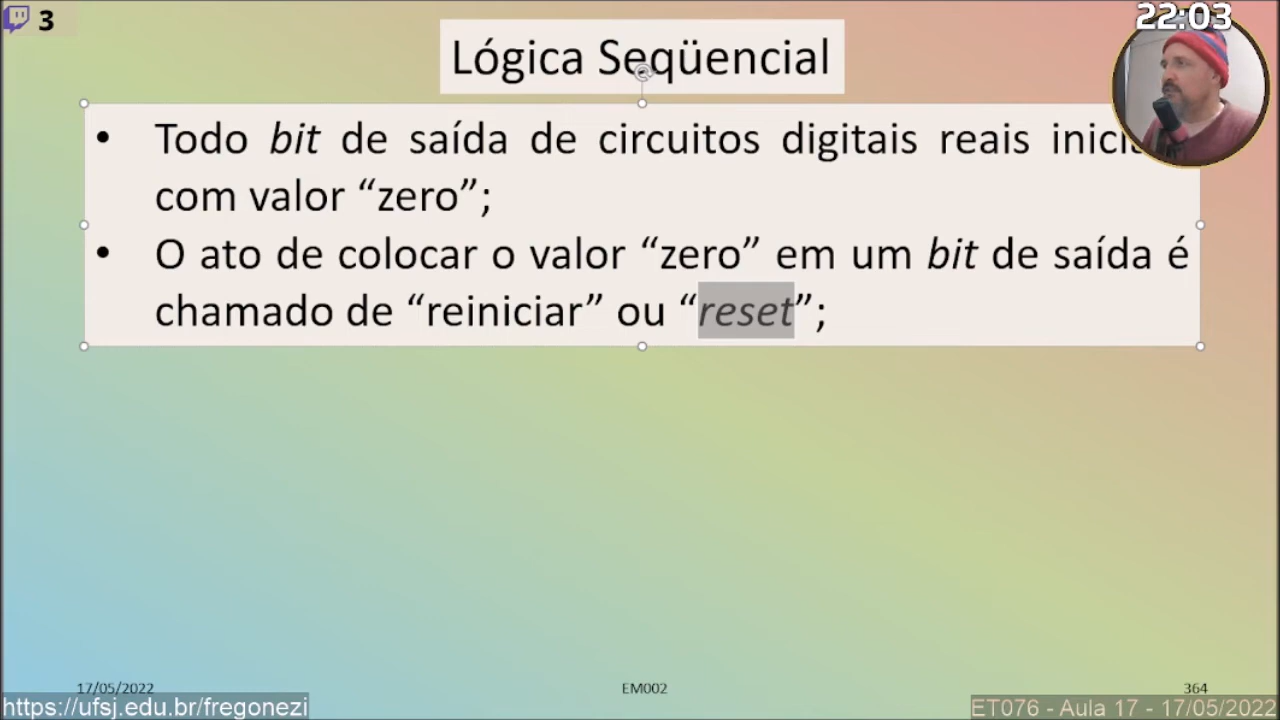 3
22:03
Lógica Seqüencial
• Todo bit de saída de circuitos digitais reais
com valor “zero”;
• O ato de colocar o valor “zero” em um bit de saída é
chamado de “reiniciar” ou “reset”;
17/05/2022
EM002
364
https://ufsj.edu.br/fregonezi
ET076 - Aula 17 - 17/05/2022